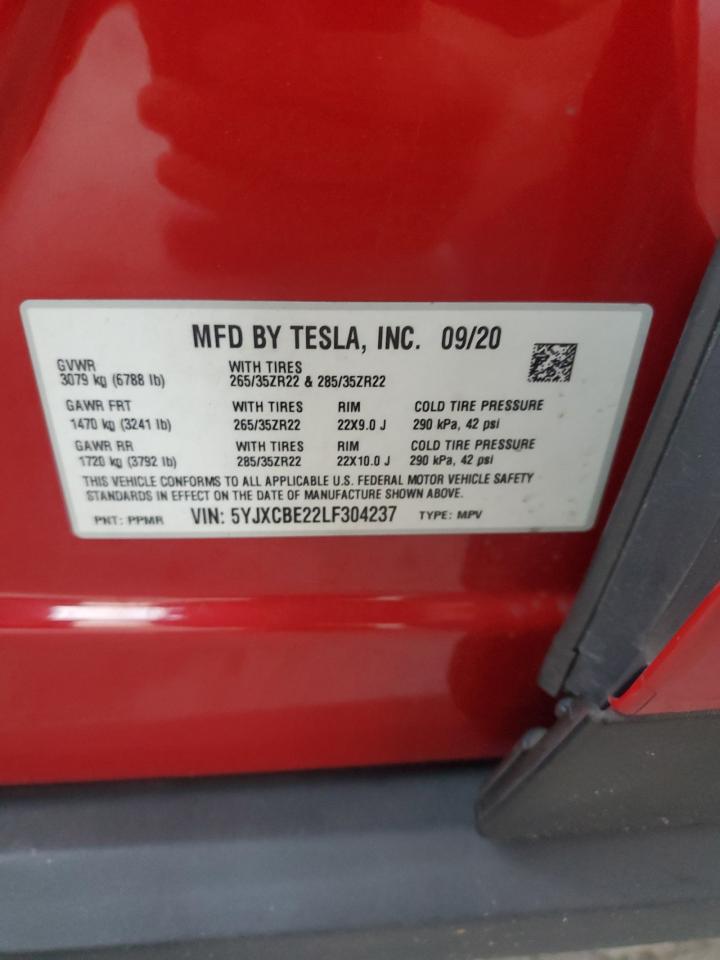 MFD BY TESLA, INC. 09/20
GVWR WITH TIRES
3079 kg (6788 lb) 265/35ZR22 & 285/35ZR22
GAWR FRT WITH TIRES RIM COLD TIRE PRESSURE
1470 kg (3241 lb) 265/35ZR22 22X9.0 J 290 kPa, 42 psi
GAWR RR WITH TIRES RIM COLD TIRE PRESSURE
1720 kg (3792 lb) 285/35ZR22 22X10.0 J 290 kPa, 42 psi
THIS VEHICLE CONFORMS TO ALL APPLICABLE U.S. FEDERAL MOTOR VEHICLE SAFETY
STANDARDS IN EFFECT ON THE DATE OF MANUFACTURE SHOWN ABOVE.
PNT: PPMR VIN: 5YJXCBE22LF304237 TYPE: MPV